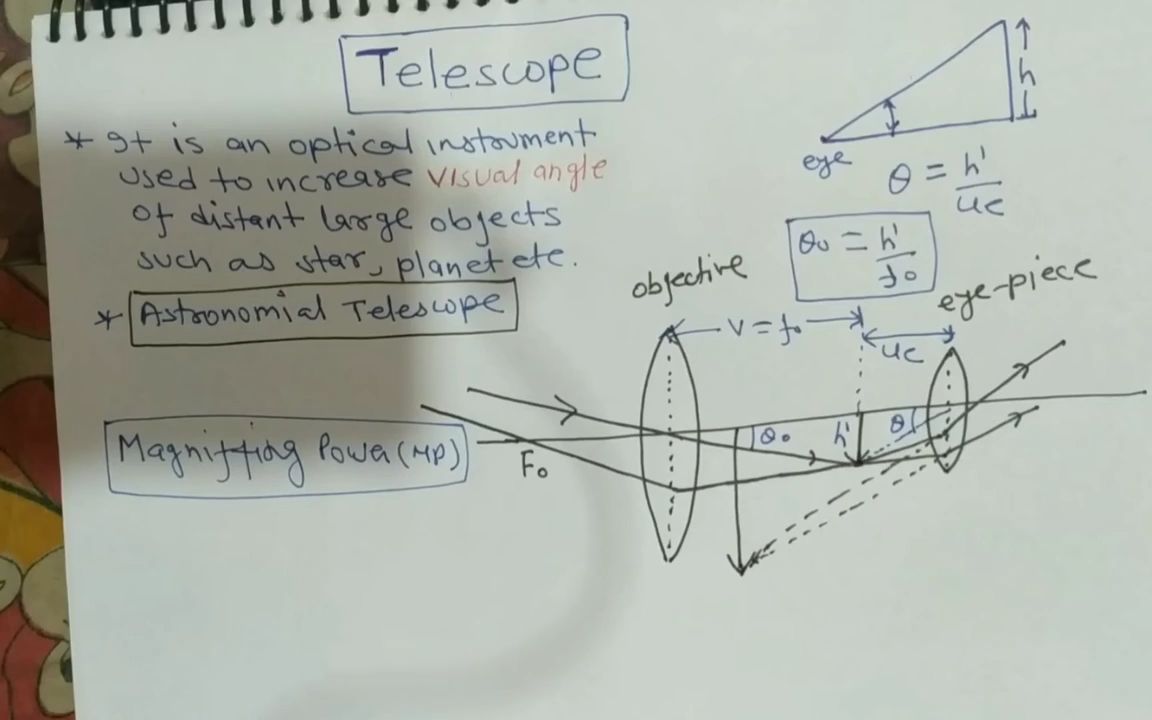 Telescope
* It is an optical instrument
used to increase visual angle
of distant large objects
such as star, planet etc.
* Astronomial Telescope
Magnifting Power (MP)
h
eye
θ = h'/ue
θo = h'/fo
objective
eye-piece
v = fo
ue
Fo
θo
h'
θ